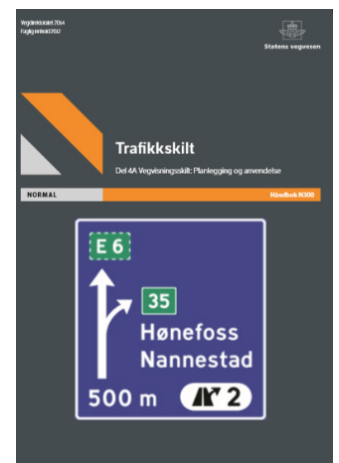 Vegdirektoratet 2014
Faglig innhold 2012
Statens vegvesen
Trafikkskilt
Del 4A Vegvisningsskilt: Planlegging og anvendelse
NORMAL
Håndbok N300
E 6
35
Hønefoss
Nannestad
500 m
2